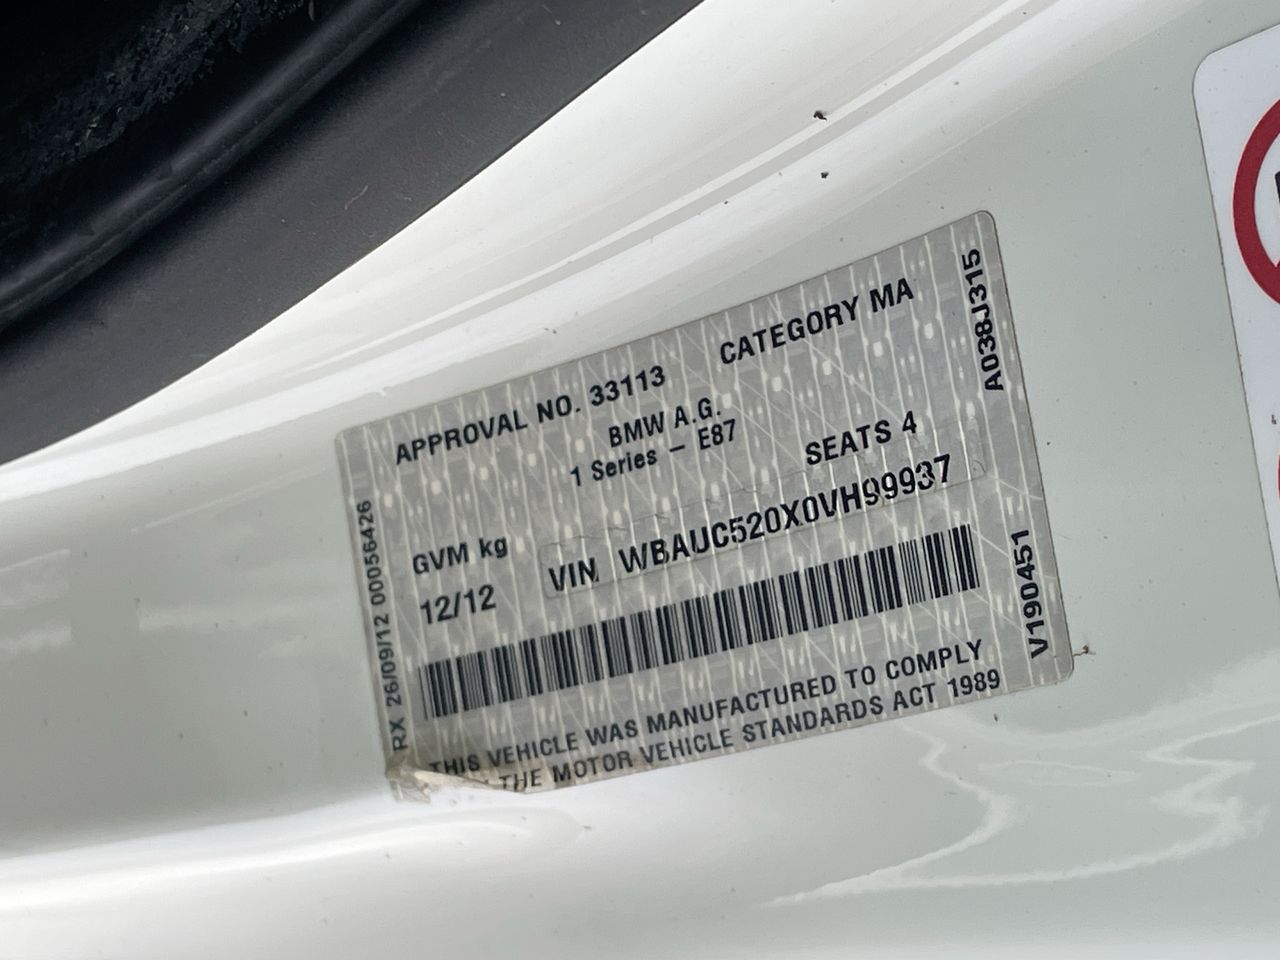 APPROVAL NO. 33113
CATEGORY MA
BMW A.G.
1 Series - E87
SEATS 4
GVM kg
VIN WBAUC520X0VH99937
12/12
THIS VEHICLE WAS MANUFACTURED TO COMPLY
THE MOTOR VEHICLE STANDARDS ACT 1989
RX 26/09/12 00056426
A038J315
V190451